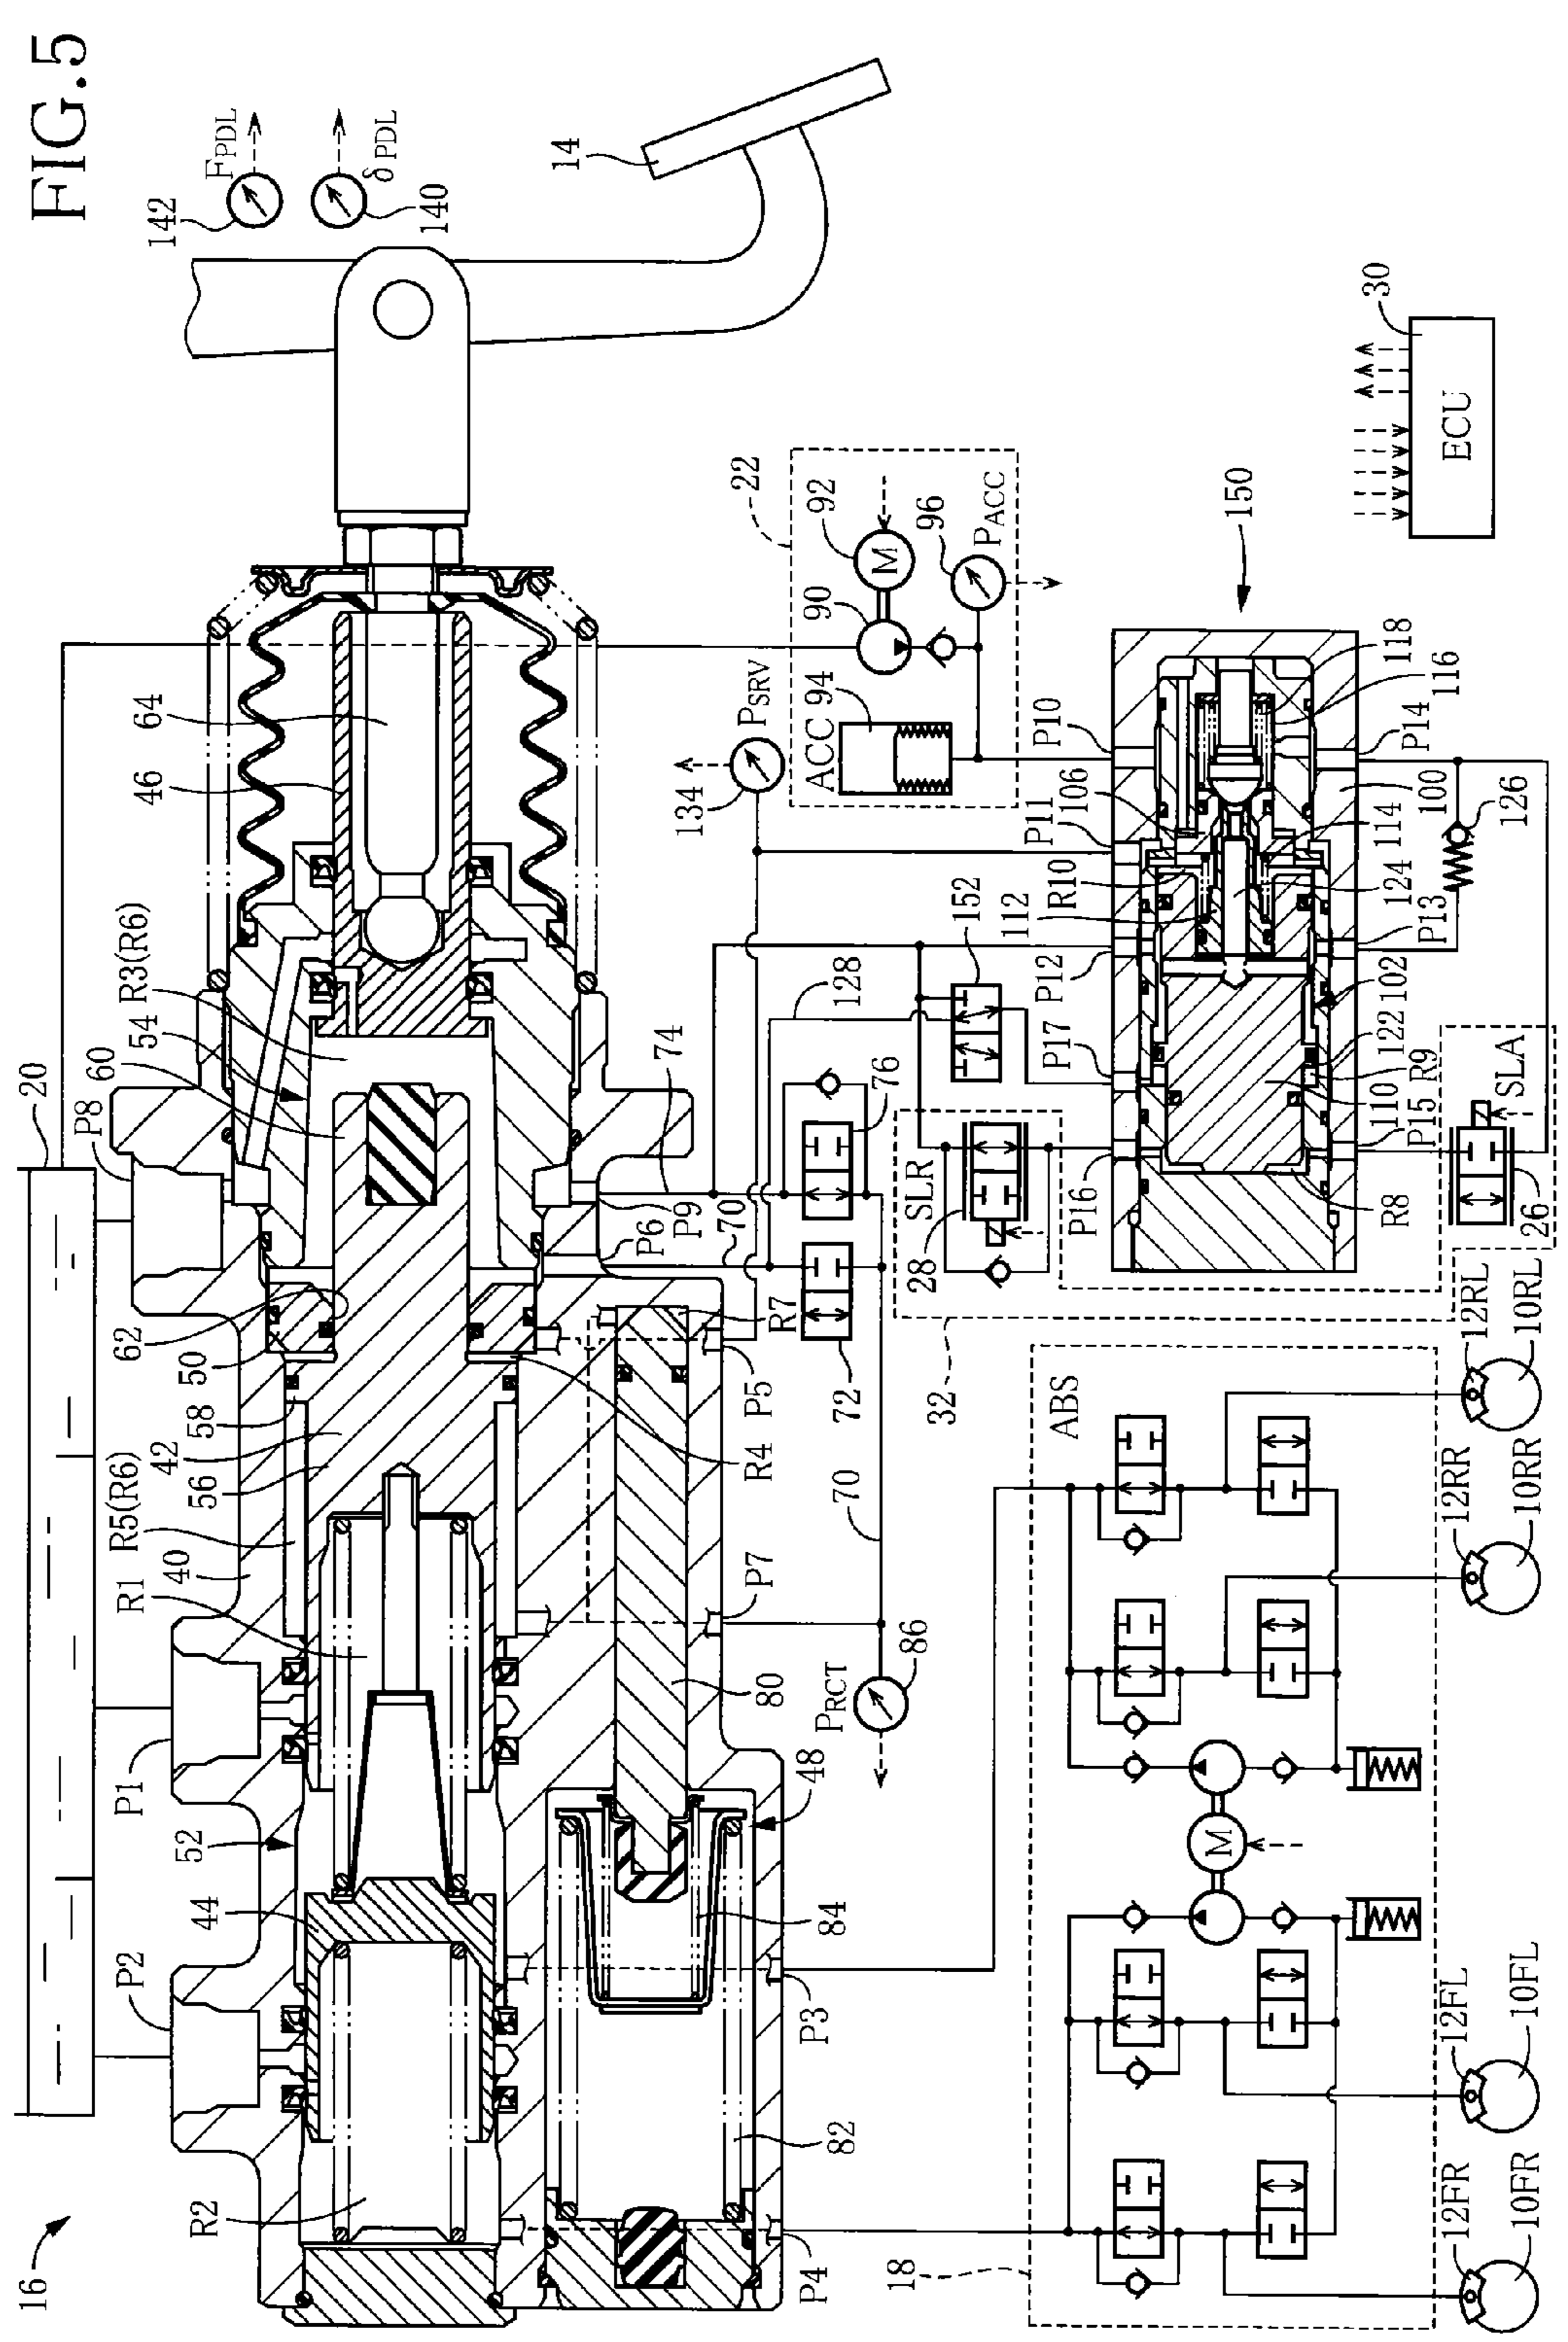 FIG.5
16
20
142
FPDL
δPDL
140
14
P2
P1
P8
R2
44
52
R1
40
R5(R6)
56
42
58
50
62
60
54
R3(R6)
46
64
P4
82
P3
84
48
80
P7
R4
P5
R7
P6
P9
70
74
PRCT
86
70
72
76
128
134
PSRV
22
ACC 94
90
92
96
PACC
18
ABS
32
28
SLR
152
P16
P17
P12
112
R10
P11
106
P10
150
R8
110
P15
R9
122
102
P13
124
114
100
P14
116
118
126
26
SLA
30
ECU
M
M
12FR
10FR
12FL
10FL
12RR
10RR
12RL
10RL